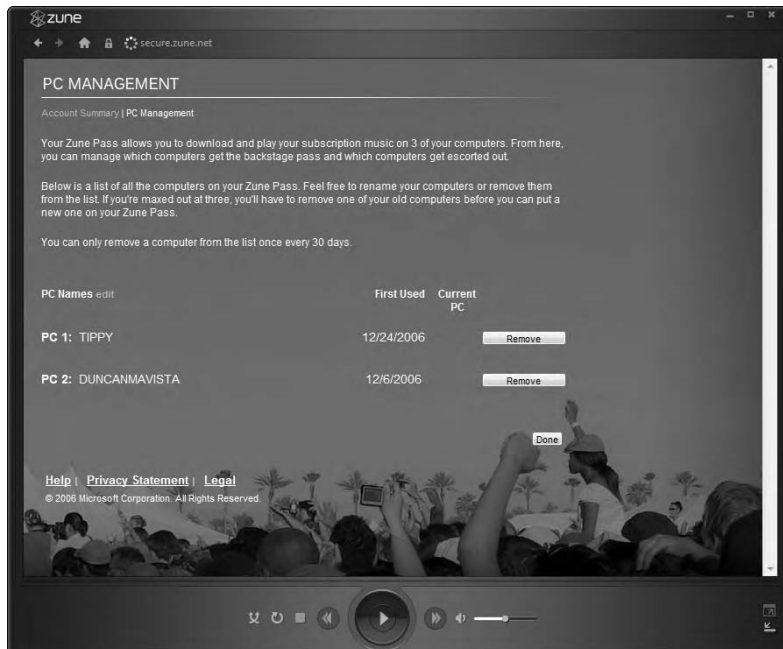 zune
secure.zune.net
PC MANAGEMENT
Account Summary | PC Management
Your Zune Pass allows you to download and play your subscription music on 3 of your computers. From here,
you can manage which computers get the backstage pass and which computers get escorted out.
Below is a list of all the computers on your Zune Pass. Feel free to rename your computers or remove them
from the list. If you're maxed out at three, you'll have to remove one of your old computers before you can put a
new one on your Zune Pass.
You can only remove a computer from the list once every 30 days.
PC Names edit First Used Current
PC
PC 1: TIPPY 12/24/2006 Remove
PC 2: DUNCANMAVISTA 12/6/2006 Remove
Done
Help | Privacy Statement | Legal
© 2006 Microsoft Corporation. All Rights Reserved.